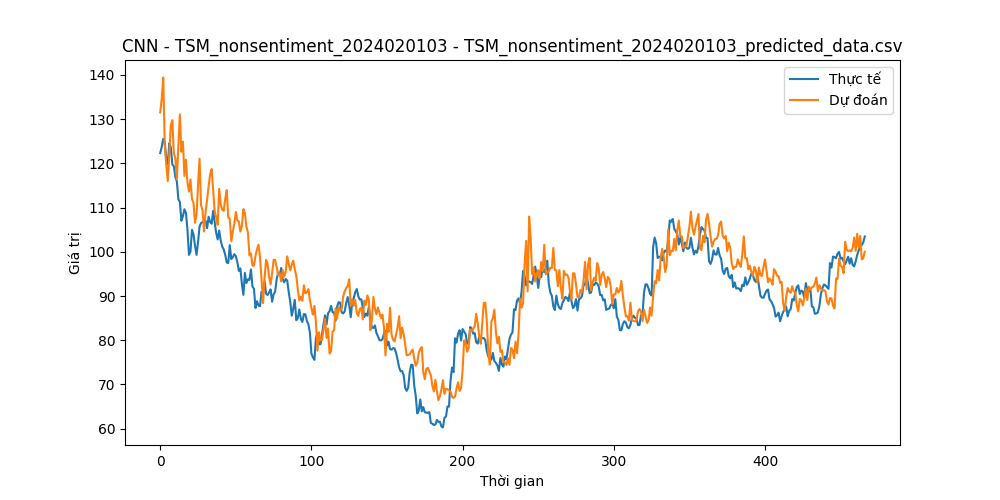 CNN - TSM_nonsentiment_2024020103 - TSM_nonsentiment_2024020103_predicted_data.csv
Thực tế
Dự đoán
Giá trị
140
130
120
110
100
90
80
70
60
0
100
200
300
400
Thời gian